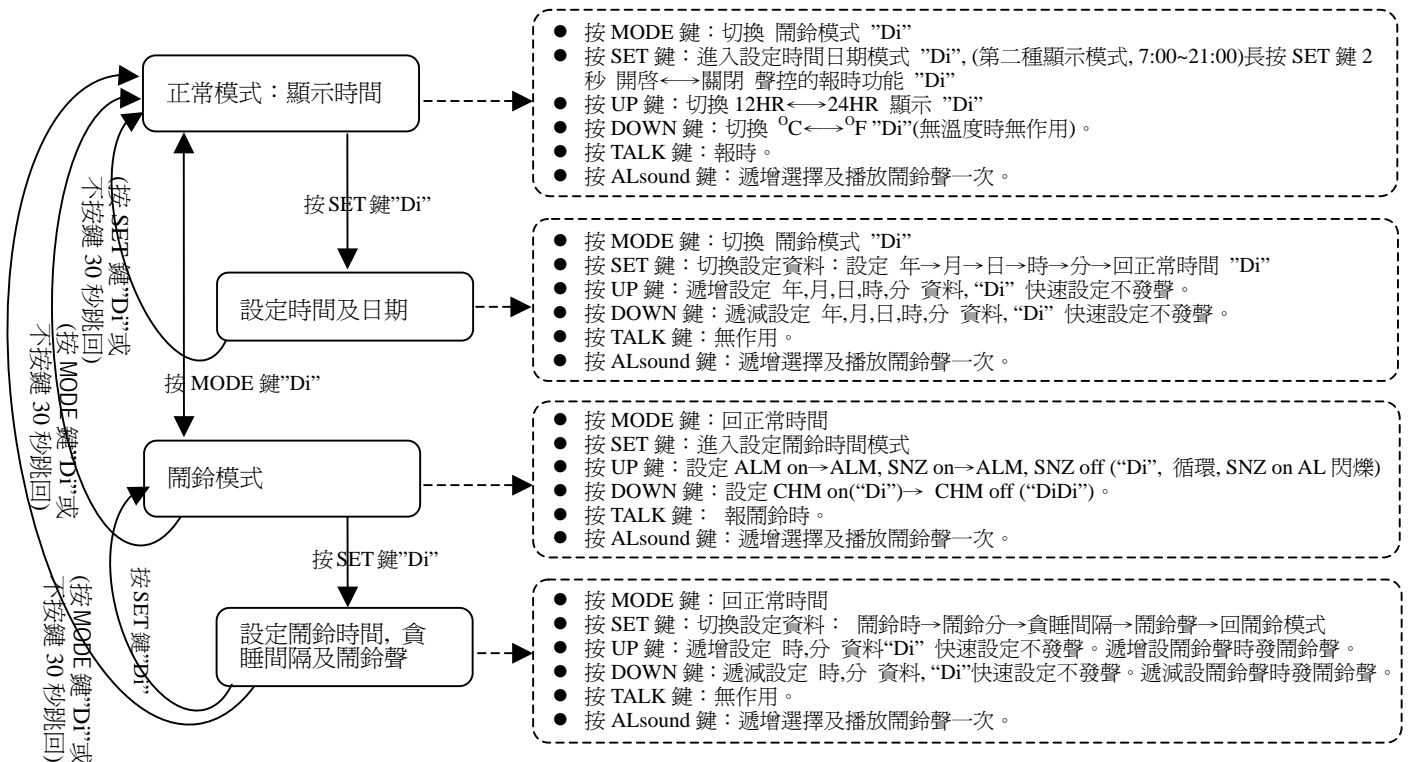 正常模式：顯示時間
● 按 MODE 鍵：切換 鬧鈴模式 ”Di”
● 按 SET 鍵：進入設定時間日期模式 ”Di”, (第二種顯示模式, 7:00~21:00)長按 SET 鍵 2
秒 開啓←→關閉 聲控的報時功能 ”Di”
● 按 UP 鍵：切換 12HR←→24HR 顯示 ”Di”
● 按 DOWN 鍵：切換 ºC←→ºF ”Di”(無溫度時無作用)。
● 按 TALK 鍵：報時。
● 按 ALsound 鍵：遞增選擇及播放鬧鈴聲一次。
按 SET 鍵”Di”
(按 SET 鍵”Di”或
不按鍵 30 秒跳回)
設定時間及日期
● 按 MODE 鍵：切換 鬧鈴模式 ”Di”
● 按 SET 鍵：切換設定資料：設定 年→月→日→時→分→回正常時間 ”Di”
● 按 UP 鍵：遞增設定 年,月,日,時,分 資料, “Di” 快速設定不發聲。
● 按 DOWN 鍵：遞減設定 年,月,日,時,分 資料, “Di” 快速設定不發聲。
● 按 TALK 鍵：無作用。
● 按 ALsound 鍵：遞增選擇及播放鬧鈴聲一次。
按 MODE 鍵”Di”
(按 MODE 鍵”Di”或
不按鍵 30 秒跳回)
鬧鈴模式
● 按 MODE 鍵：回正常時間
● 按 SET 鍵：進入設定鬧鈴時間模式
● 按 UP 鍵：設定 ALM on→ALM, SNZ on→ALM, SNZ off (“Di”, 循環, SNZ on AL 閃爍)
● 按 DOWN 鍵：設定 CHM on(“Di”)→ CHM off (“DiDi”)。
● 按 TALK 鍵： 報鬧鈴時。
● 按 ALsound 鍵：遞增選擇及播放鬧鈴聲一次。
按 SET 鍵”Di”
按 SET 鍵”Di”
(按 MODE 鍵”Di”或
不按鍵 30 秒跳回)
設定鬧鈴時間, 貪
睡間隔及鬧鈴聲
● 按 MODE 鍵：回正常時間
● 按 SET 鍵：切換設定資料： 鬧鈴時→鬧鈴分→貪睡間隔→鬧鈴聲→回鬧鈴模式
● 按 UP 鍵：遞增設定 時,分 資料“Di” 快速設定不發聲。遞增設鬧鈴聲時發鬧鈴聲。
● 按 DOWN 鍵：遞減設定 時,分 資料, “Di”快速設定不發聲。遞減設鬧鈴聲時發鬧鈴聲。
● 按 TALK 鍵：無作用。
● 按 ALsound 鍵：遞增選擇及播放鬧鈴聲一次。